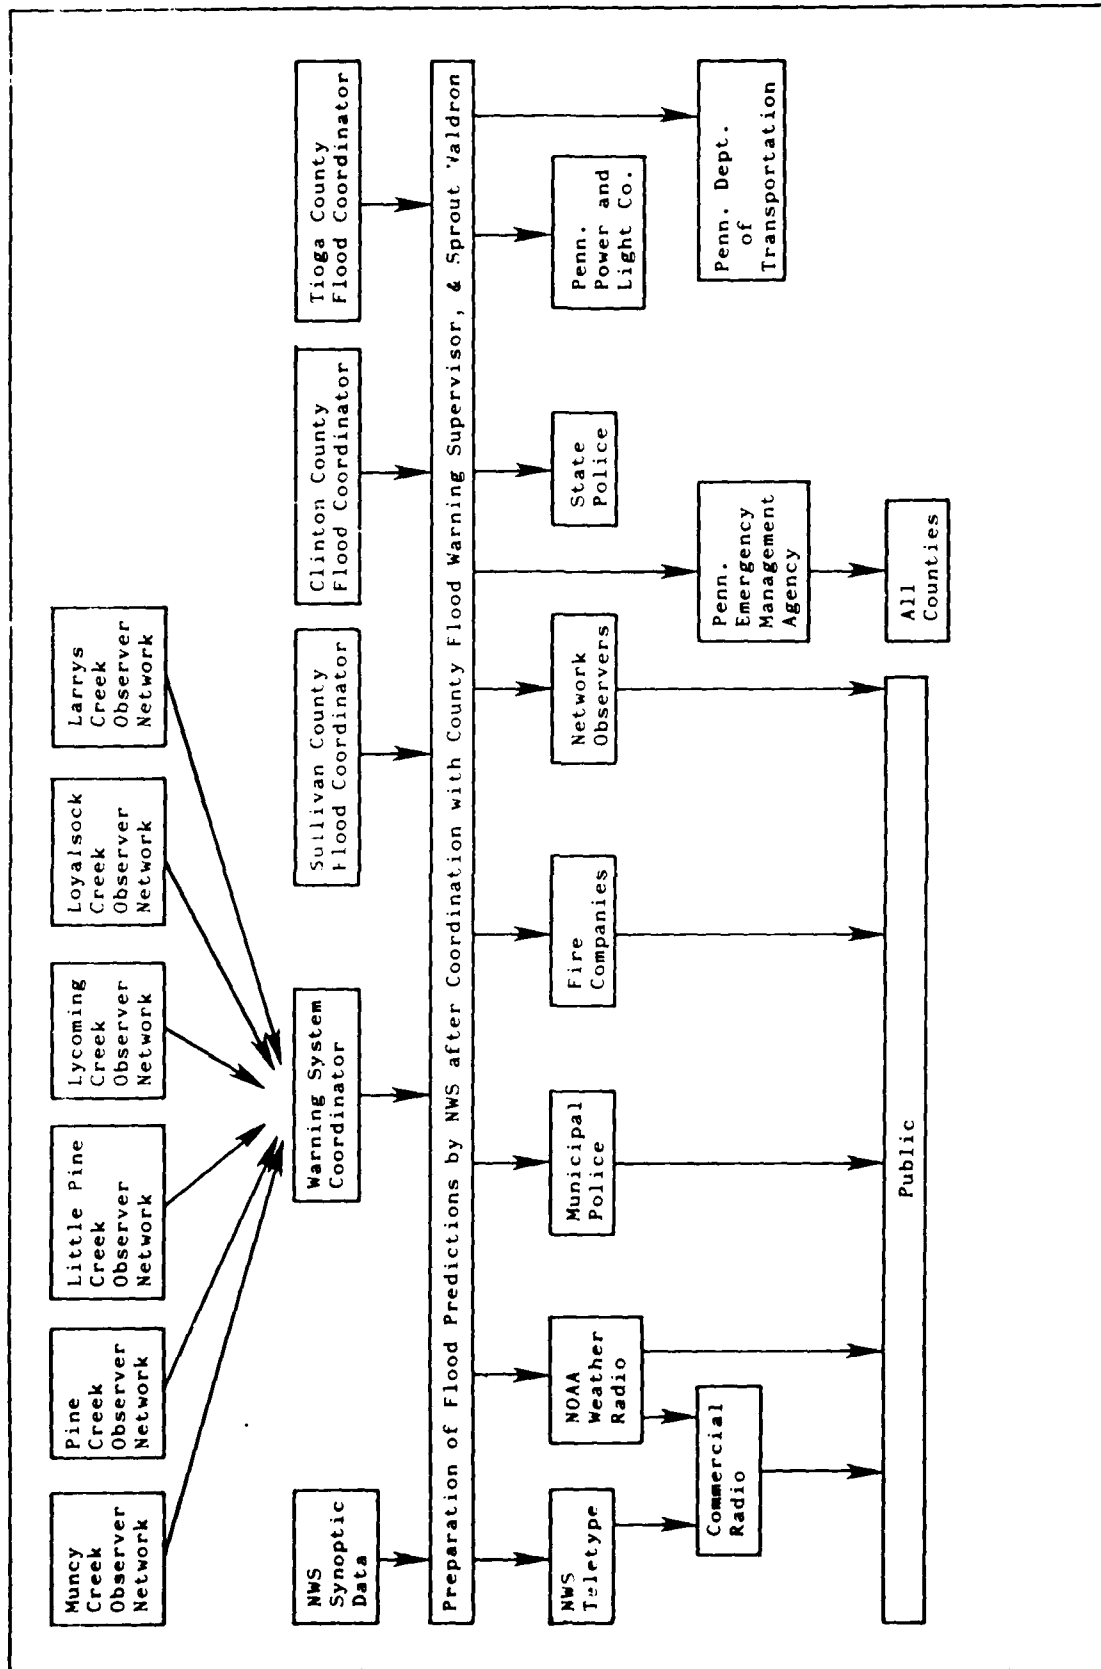 Muncy
Creek
Observer
Network
Pine
Creek
Observer
Network
Little Pine
Creek
Observer
Network
Lycoming
Creek
Observer
Network
Loyalsock
Creek
Observer
Network
Larrys
Creek
Observer
Network
NWS
Synoptic
Data
Warning System
Coordinator
Sullivan County
Flood Coordinator
Clinton County
Flood Coordinator
Tioga County
Flood Coordinator
Preparation of Flood Predictions by NWS after Coordination with County Flood Warning Supervisor, & Sprout Waldron
NWS
Teletype
NOAA
Weather
Radio
Municipal
Police
Fire
Companies
Network
Observers
State
Police
Penn.
Power and
Light Co.
Commercial
Radio
Penn.
Emergency
Management
Agency
Penn. Dept.
of
Transportation
Public
All
Counties